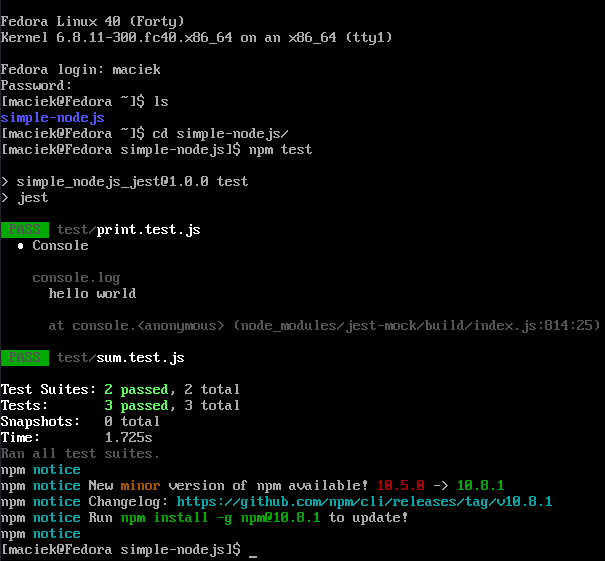 Fedora Linux 40 (Forty)
Kernel 6.8.11-300.fc40.x86_64 on an x86_64 (tty1)
Fedora login: maciek
Password:
[maciek@Fedora ~]$ ls
simple-nodejs
[maciek@Fedora ~]$ cd simple-nodejs/
[maciek@Fedora simple-nodejs]$ npm test
> simple_nodejs_jest@1.0.0 test
> jest
PASS test/print.test.js
● Console
console.log
hello world
at console.<anonymous> (node_modules/jest-mock/build/index.js:814:25)
PASS test/sum.test.js
Test Suites: 2 passed, 2 total
Tests: 3 passed, 3 total
Snapshots: 0 total
Time: 1.725s
Ran all test suites.
npm notice
npm notice New minor version of npm available! 10.5.0 -> 10.8.1
npm notice Changelog: https://github.com/npm/cli/releases/tag/v10.8.1
npm notice Run npm install -g npm@10.8.1 to update!
npm notice
[maciek@Fedora simple-nodejs]$ _